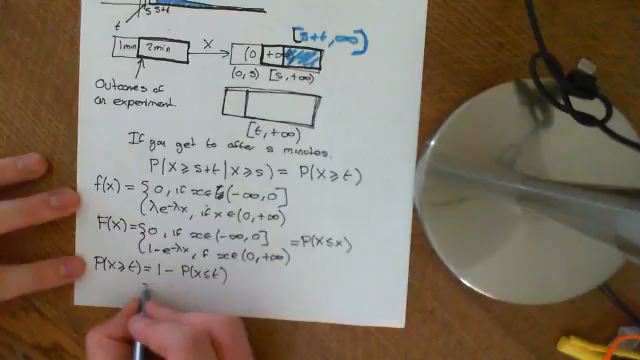 t
s s+t
[s+t, ∞)
1min 2min X (0 +∞
(0, s) [s, +∞)
Outcomes of
an experiment.
[t, +∞)
If you get to after s minutes.
P(X ≥ s+t | X ≥ s) = P(X ≥ t)
f(x) = { 0, if x ∈ (-∞, 0]
λe^-λx, if x ∈ (0, +∞)
F(x) = { 0, if x ∈ (-∞, 0]
1 - e^-λx, if x ∈ (0, +∞) = P(X ≤ x)
P(X ≥ t) = 1 - P(X ≤ t)